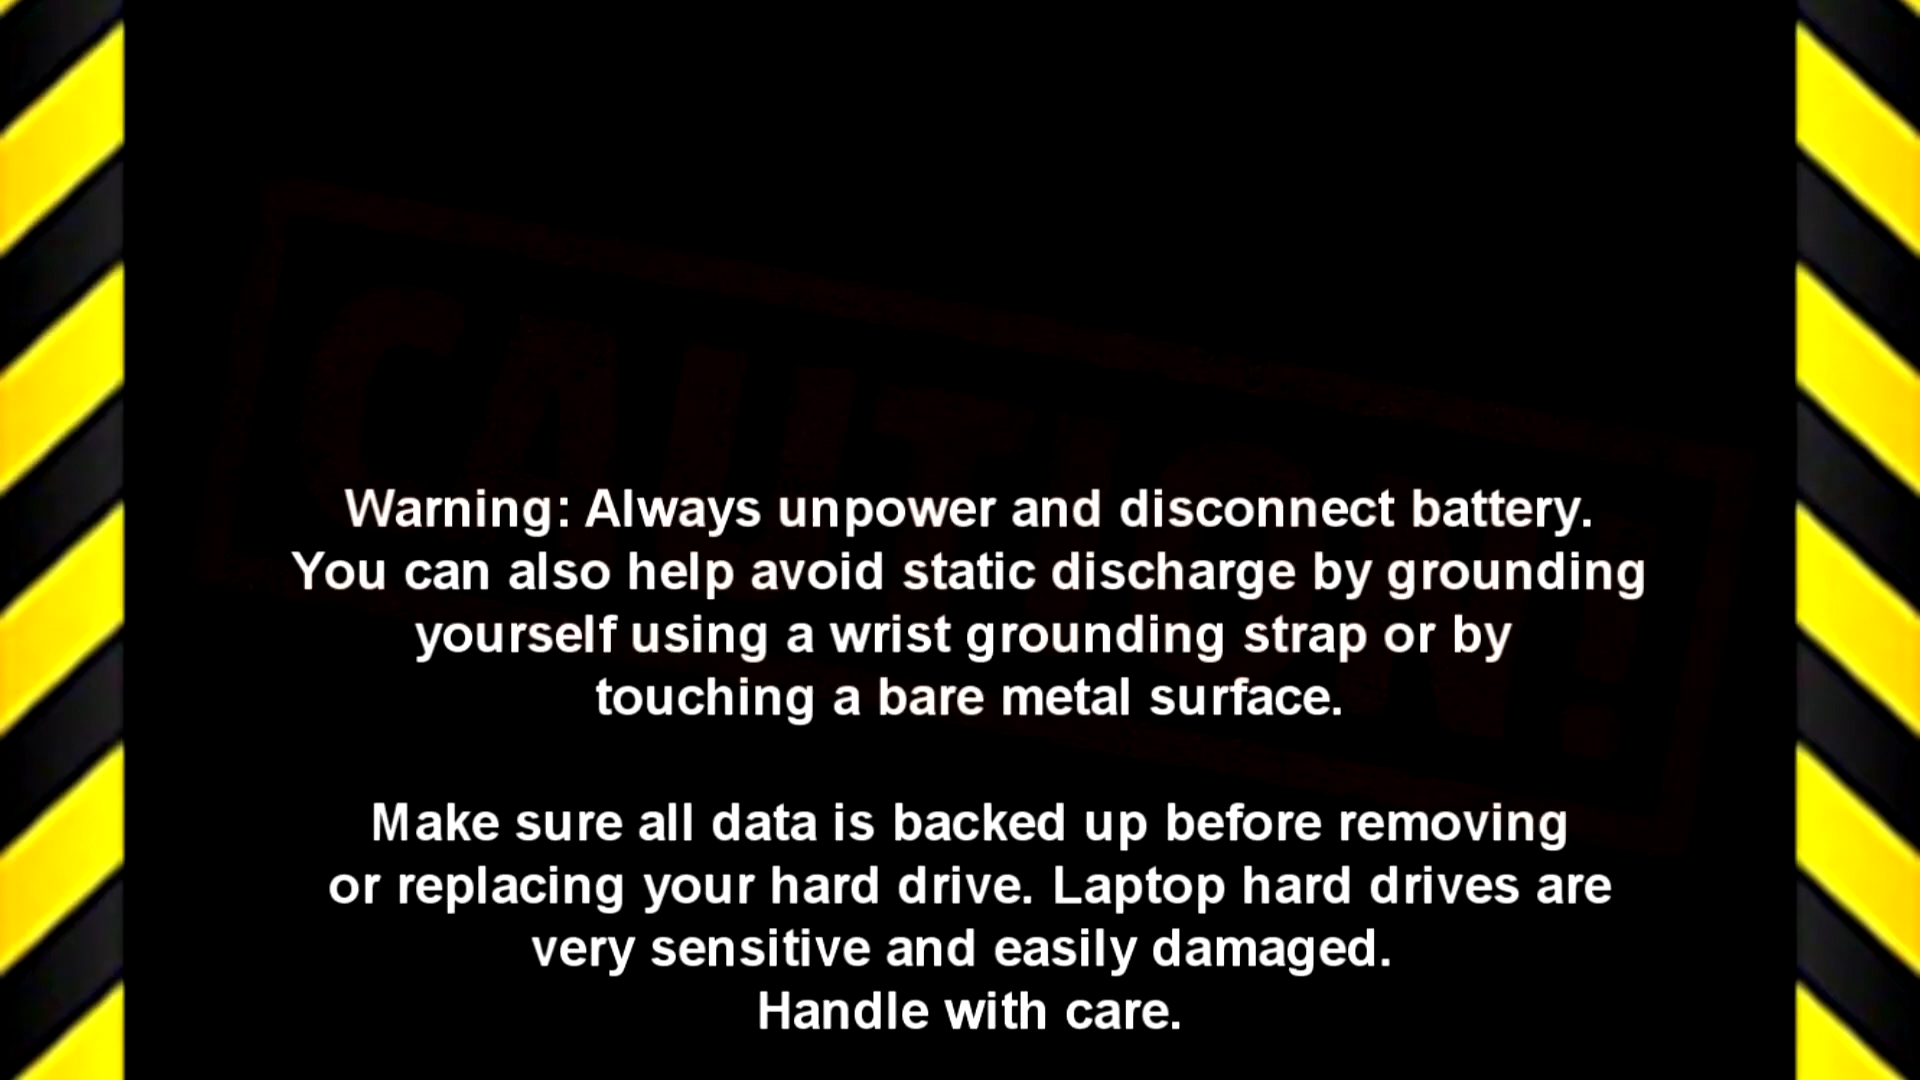 CAUTION!
Warning: Always unpower and disconnect battery.
You can also help avoid static discharge by grounding
yourself using a wrist grounding strap or by
touching a bare metal surface.
Make sure all data is backed up before removing
or replacing your hard drive. Laptop hard drives are
very sensitive and easily damaged.
Handle with care.